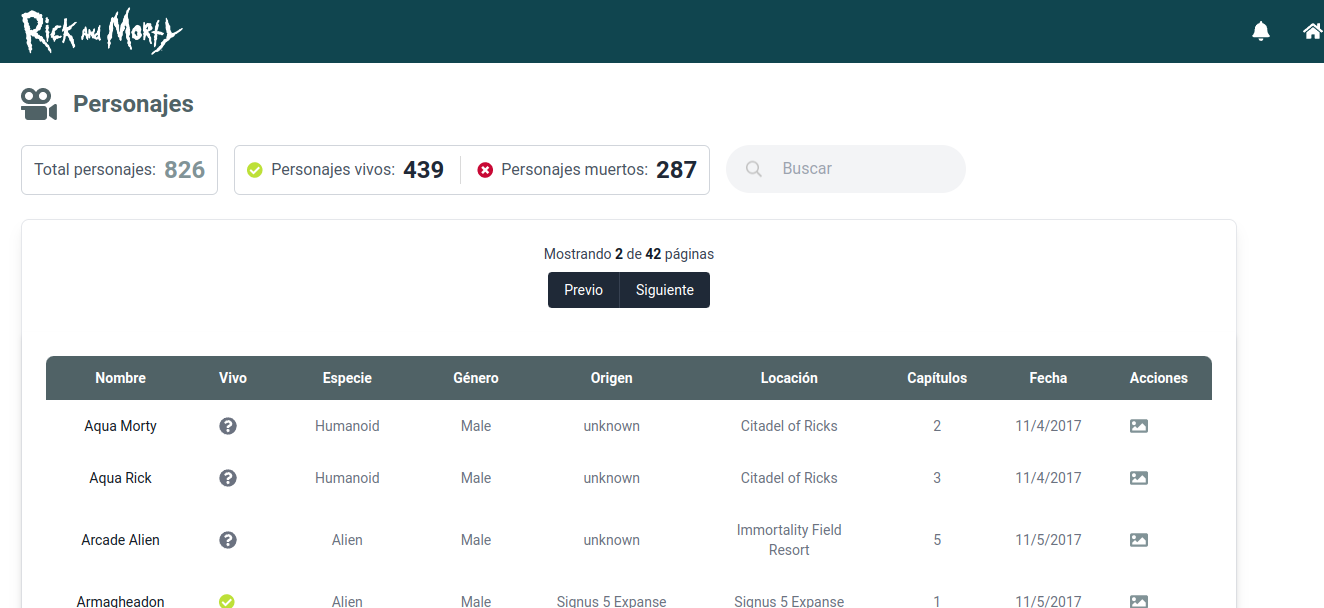 Rick and Morty
Personajes
Total personajes: 826
Personajes vivos: 439
Personajes muertos: 287
Buscar
Mostrando 2 de 42 páginas
Previo Siguiente
Nombre Vivo Especie Género Origen Locación Capítulos Fecha Acciones
Aqua Morty Humanoid Male unknown Citadel of Ricks 2 11/4/2017
Aqua Rick Humanoid Male unknown Citadel of Ricks 3 11/4/2017
Arcade Alien Alien Male unknown Immortality Field Resort 5 11/5/2017
Armagheadon Alien Male Signus 5 Expanse Signus 5 Expanse 1 11/5/2017